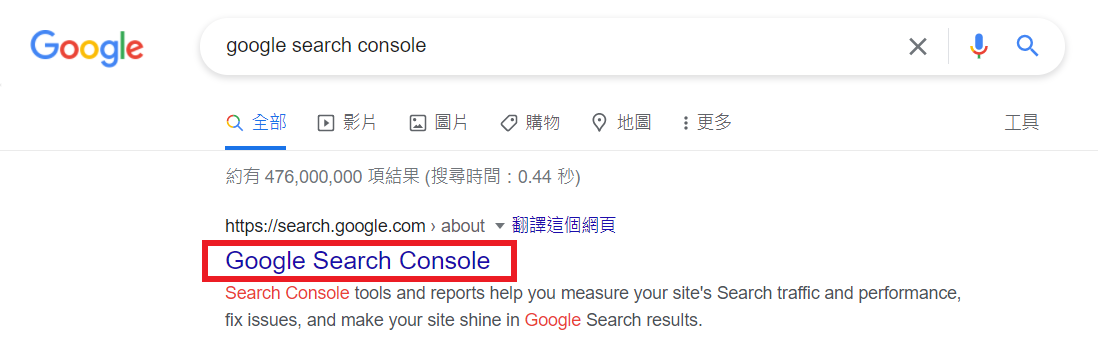 Google google search console
全部 影片 圖片 購物 地圖 更多 工具
約有 476,000,000 項結果 (搜尋時間：0.44 秒)
https://search.google.com › about 翻譯這個網頁
Google Search Console
Search Console tools and reports help you measure your site's Search traffic and performance,
fix issues, and make your site shine in Google Search results.